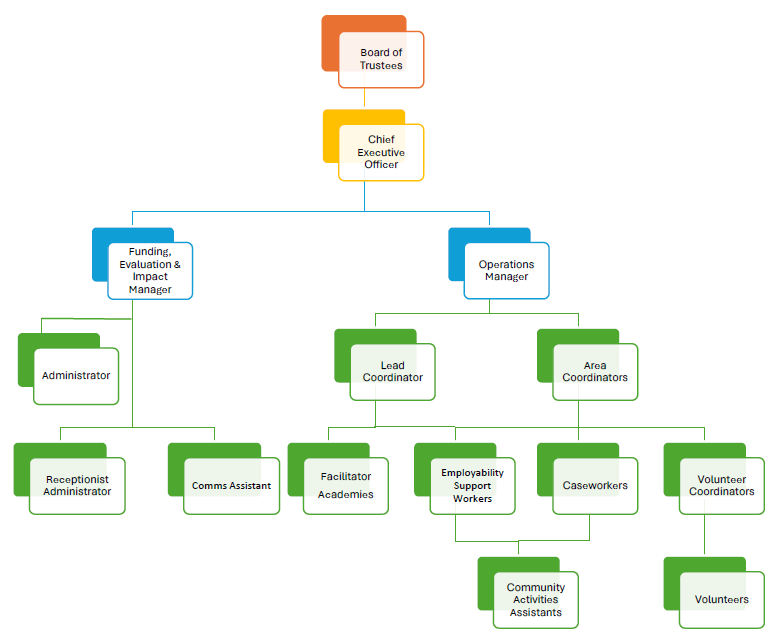 Board of
Trustees
Chief
Executive
Officer
Funding,
Evaluation &
Impact
Manager
Operations
Manager
Administrator
Lead
Coordinator
Area
Coordinators
Receptionist
Administrator
Comms Assistant
Facilitator
Academies
Employability
Support
Workers
Caseworkers
Volunteer
Coordinators
Community
Activities
Assistants
Volunteers